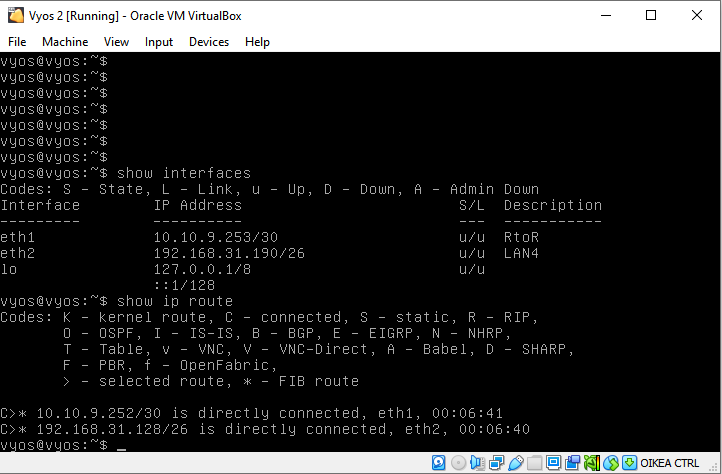 Vyos 2 [Running] - Oracle VM VirtualBox
File Machine View Input Devices Help
vyos@vyos:~$
vyos@vyos:~$
vyos@vyos:~$
vyos@vyos:~$
vyos@vyos:~$
vyos@vyos:~$
vyos@vyos:~$
vyos@vyos:~$ show interfaces
Codes: S - State, L - Link, u - Up, D - Down, A - Admin Down
Interface        IP Address                        S/L  Description
---------        ----------                        ---  -----------
eth1             10.10.9.253/30                    u/u  RtoR
eth2             192.168.31.190/26                 u/u  LAN4
lo               127.0.0.1/8                       u/u
                 ::1/128
vyos@vyos:~$ show ip route
Codes: K - kernel route, C - connected, S - static, R - RIP,
       O - OSPF, I - IS-IS, B - BGP, E - EIGRP, N - NHRP,
       T - Table, v - VNC, V - VNC-Direct, A - Babel, D - SHARP,
       F - PBR, f - OpenFabric,
       > - selected route, * - FIB route
C>* 10.10.9.252/30 is directly connected, eth1, 00:06:41
C>* 192.168.31.128/26 is directly connected, eth2, 00:06:40
vyos@vyos:~$ _
OIKEA CTRL